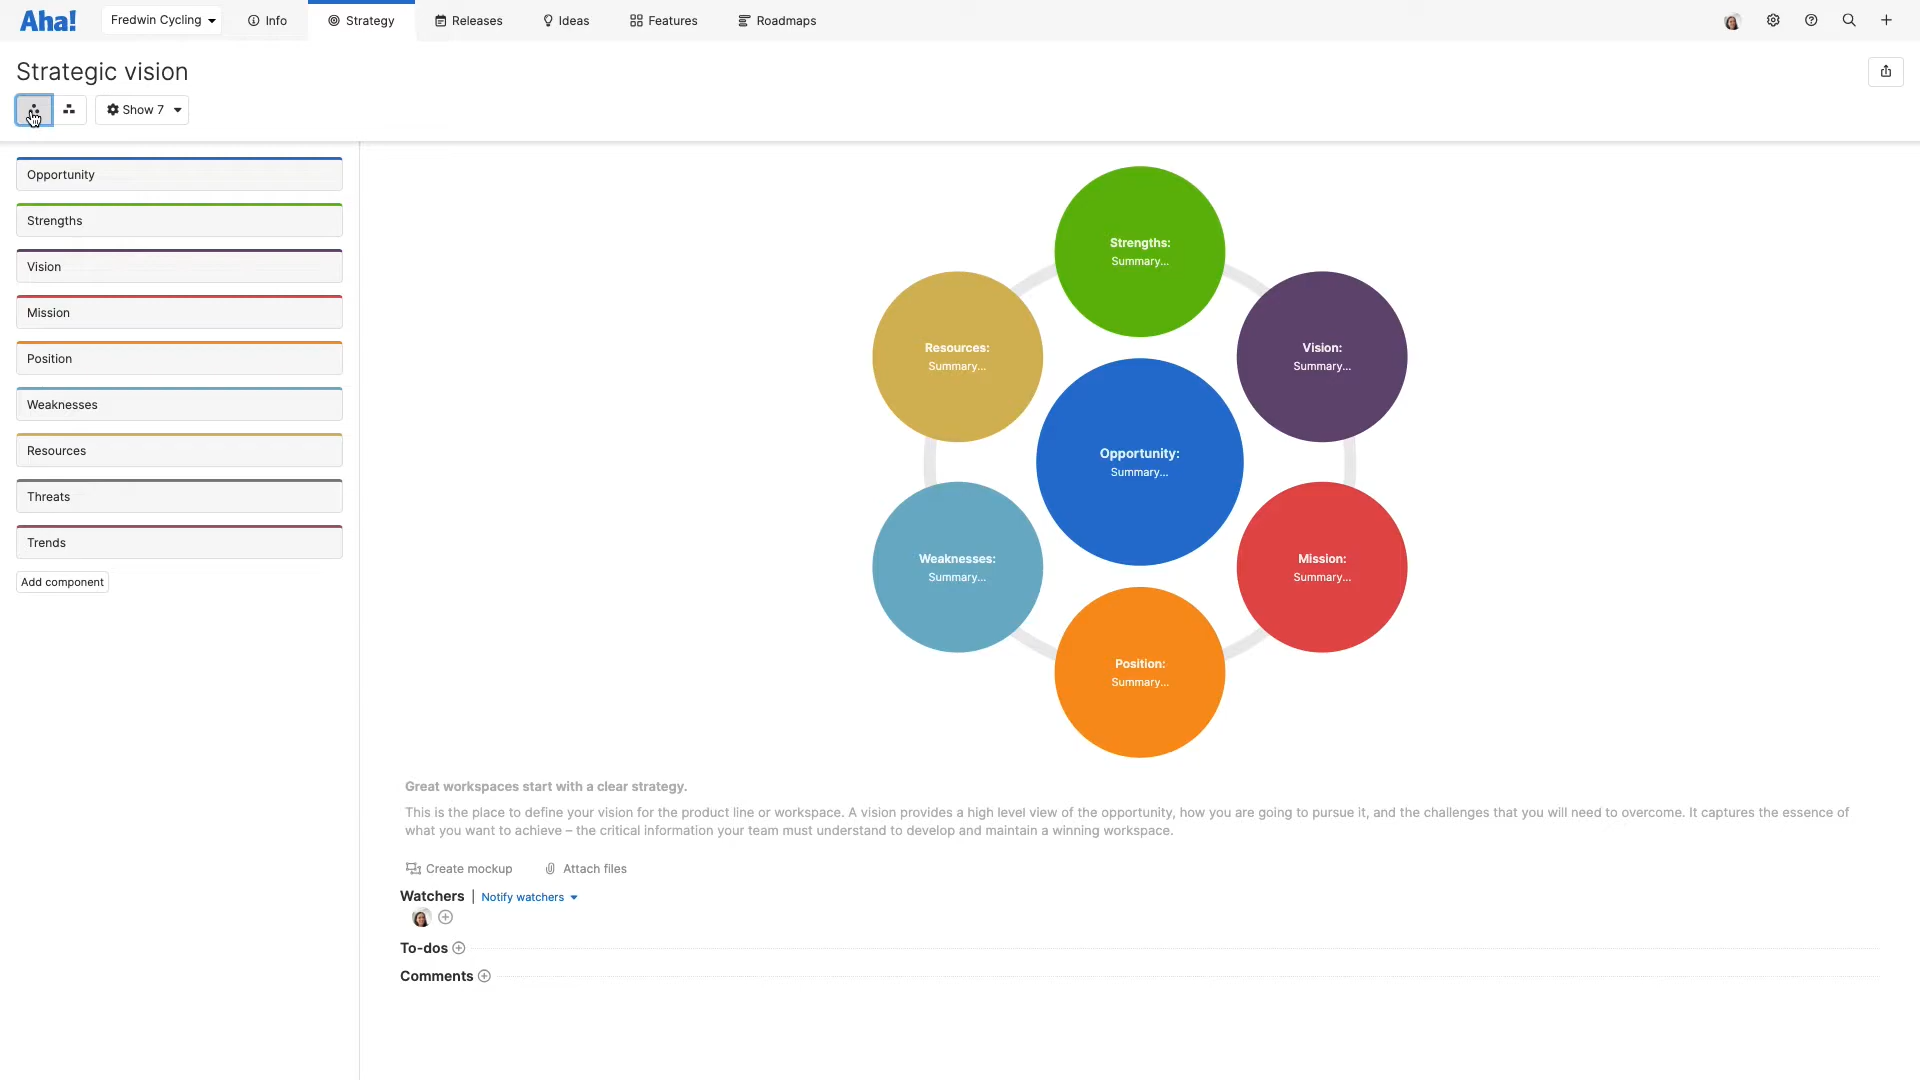 Aha! Fredwin Cycling Info Strategy Releases Ideas Features Roadmaps
Strategic vision
Show 7
Opportunity
Strengths
Vision
Mission
Position
Weaknesses
Resources
Threats
Trends
Add component
Strengths:
Summary...
Resources:
Summary...
Vision:
Summary...
Opportunity:
Summary...
Weaknesses:
Summary...
Mission:
Summary...
Position:
Summary...
Great workspaces start with a clear strategy.
This is the place to define your vision for the product line or workspace. A vision provides a high level view of the opportunity, how you are going to pursue it, and the challenges that you will need to overcome. It captures the essence of
what you want to achieve – the critical information your team must understand to develop and maintain a winning workspace.
Create mockup Attach files
Watchers | Notify watchers
To-dos
Comments